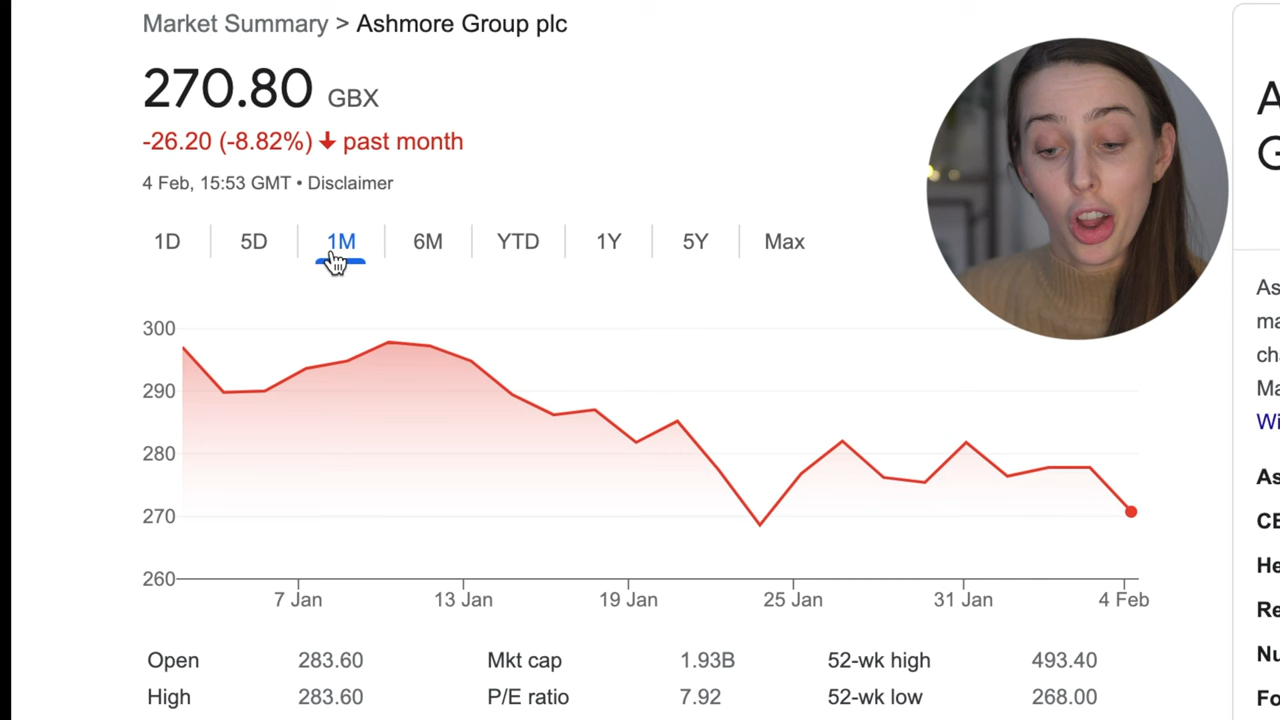 Market Summary > Ashmore Group plc
270.80 GBX
-26.20 (-8.82%) ↓ past month
4 Feb, 15:53 GMT • Disclaimer
1D 5D 1M 6M YTD 1Y 5Y Max
300
290
280
270
260
7 Jan 13 Jan 19 Jan 25 Jan 31 Jan 4 Feb
Open 283.60 Mkt cap 1.93B 52-wk high 493.40
High 283.60 P/E ratio 7.92 52-wk low 268.00